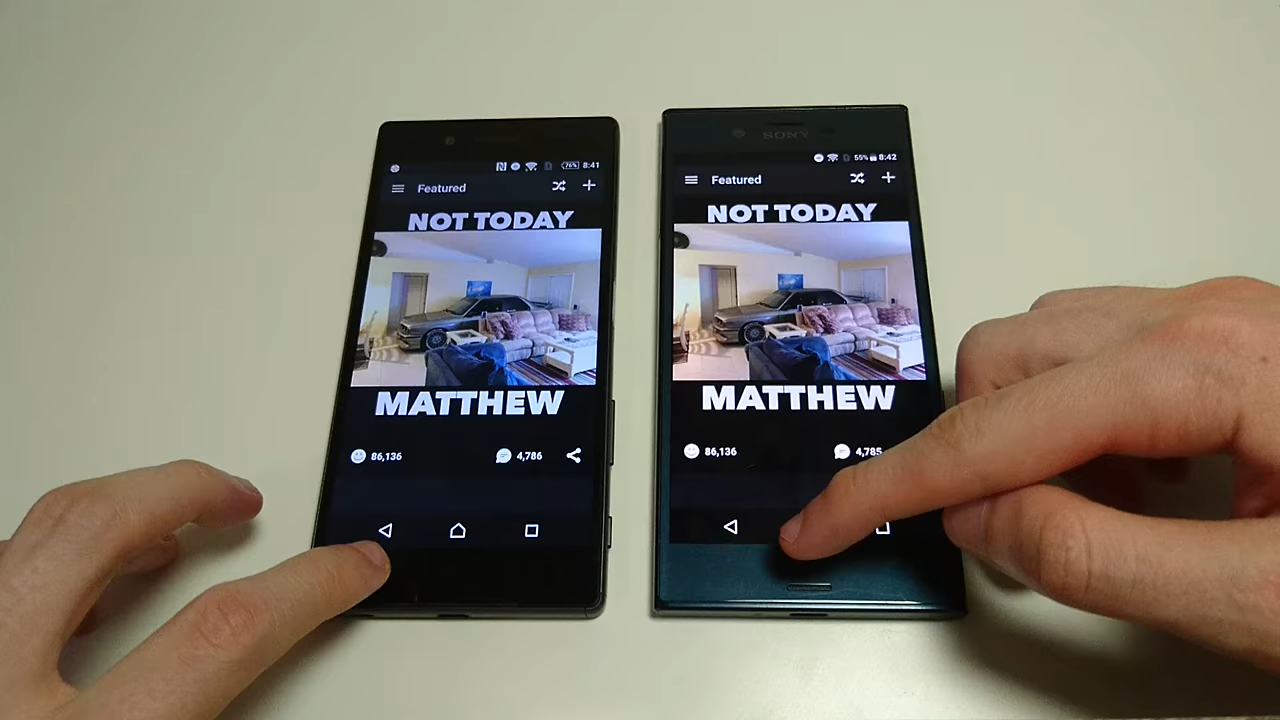 76% 8:41
Featured
NOT TODAY
MATTHEW
86,136 4,786
SONY
55% 8:42
Featured
NOT TODAY
MATTHEW
86,136 4,785